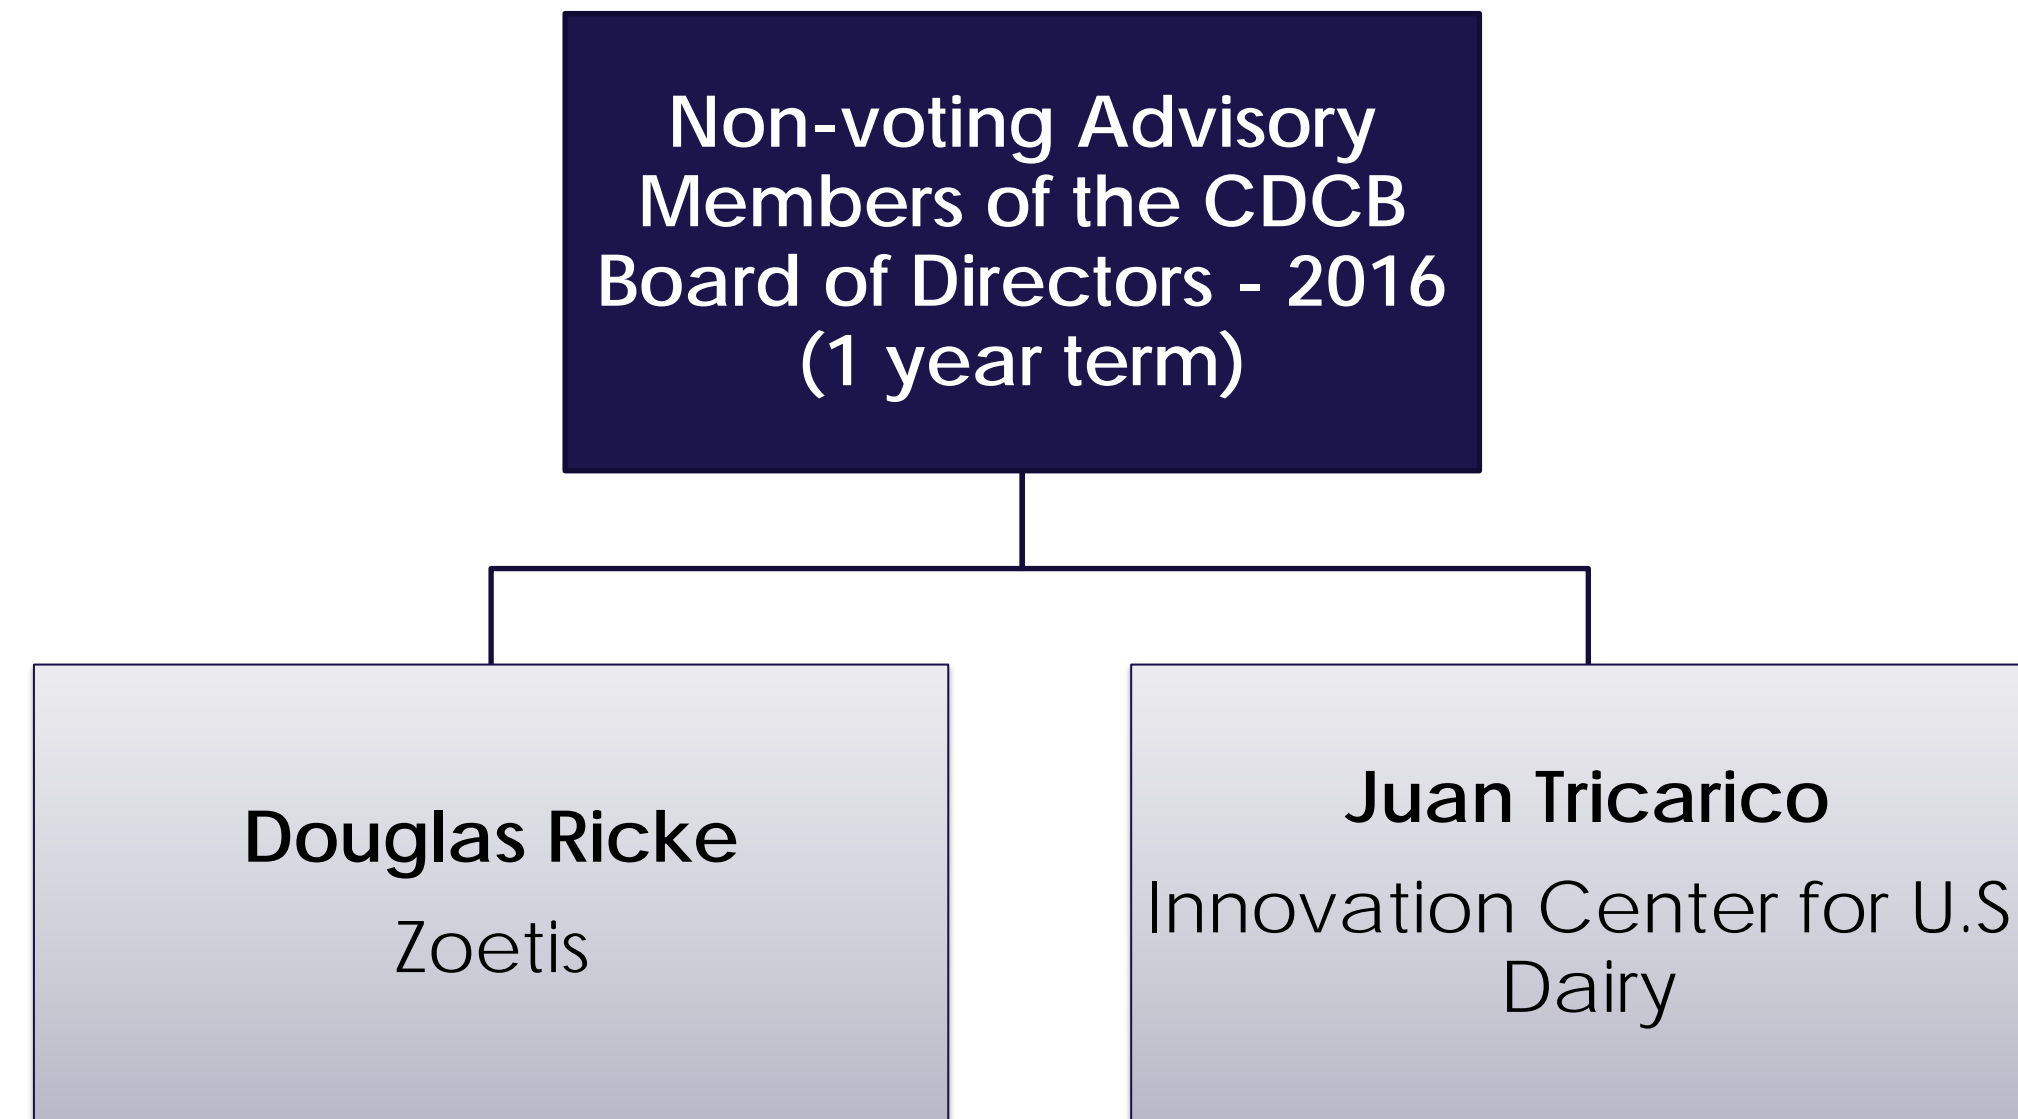 Non-voting Advisory
Members of the CDCB
Board of Directors - 2016
(1 year term)
Douglas Ricke
Zoetis
Juan Tricarico
Innovation Center for U.S
Dairy